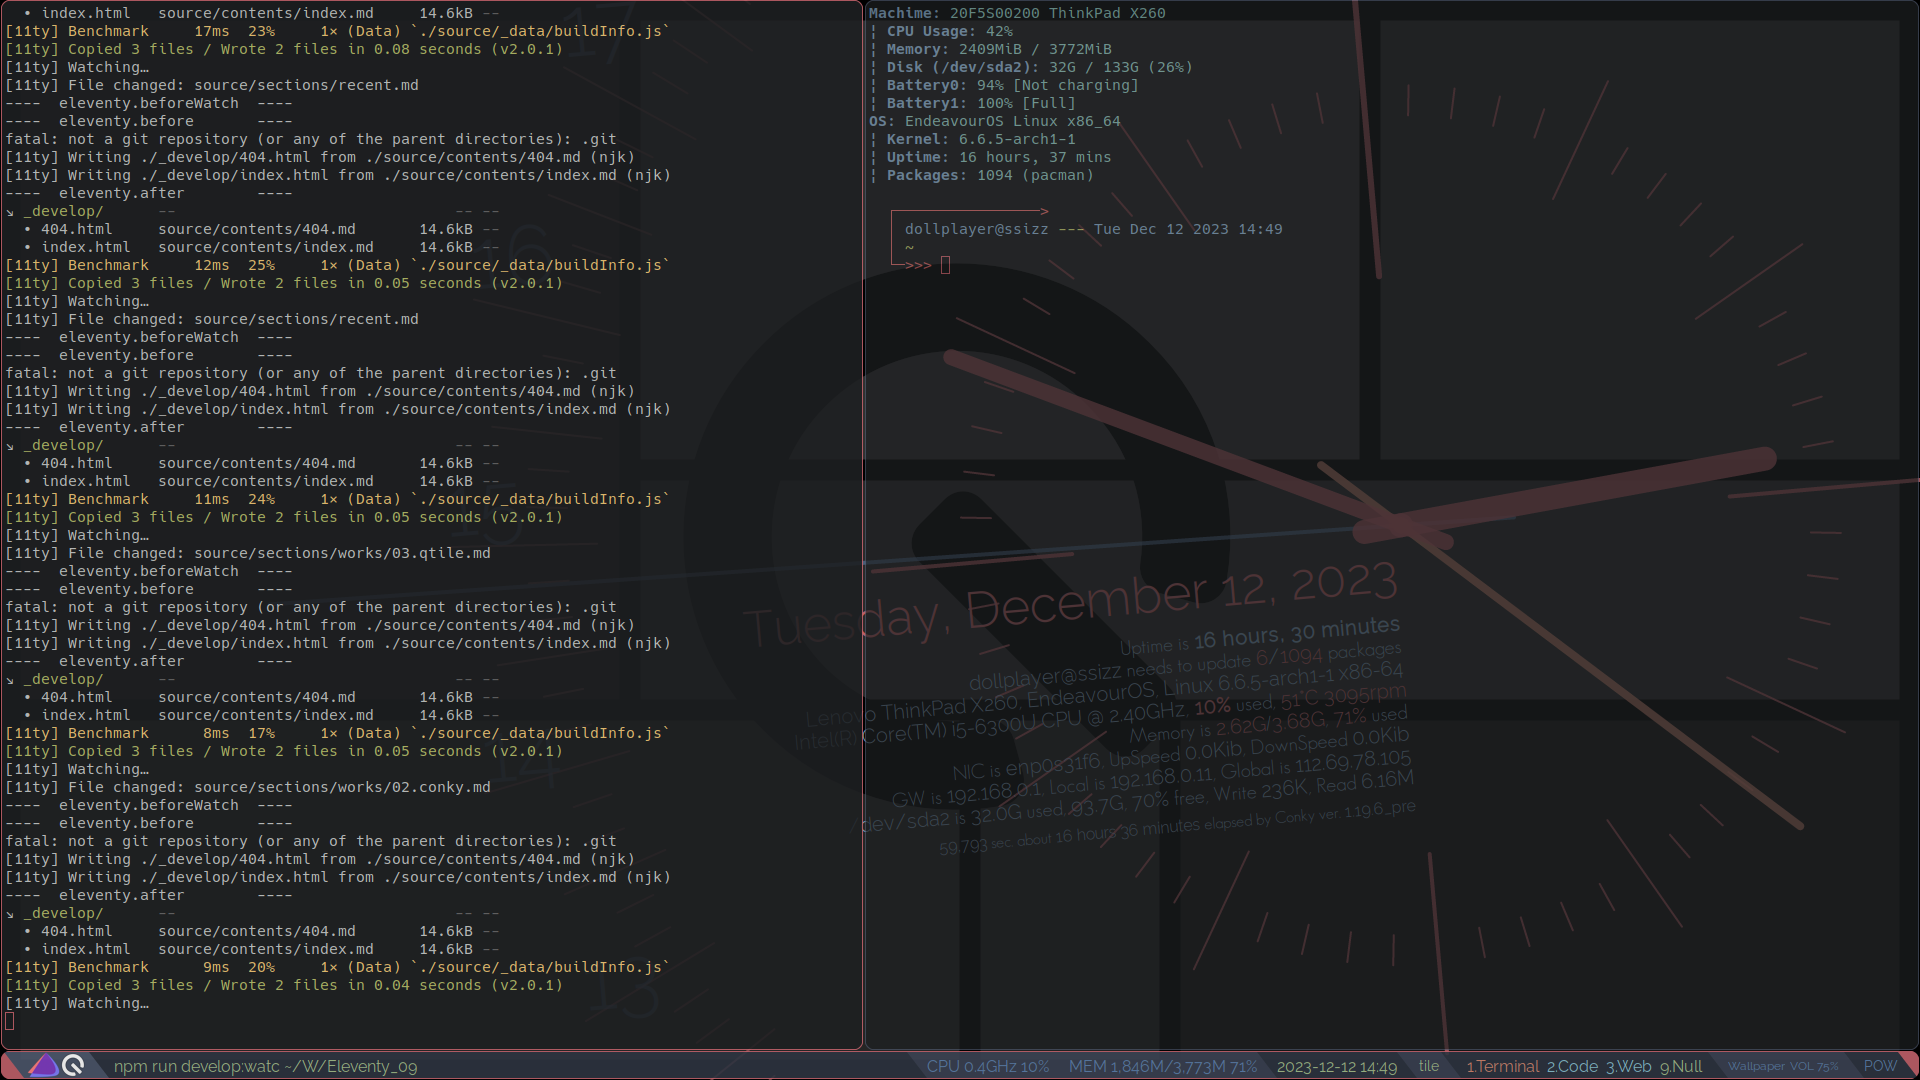 • index.html source/contents/index.md 14.6kB --
[11ty] Benchmark 17ms 23% 1× (Data) `./source/_data/buildInfo.js`
[11ty] Copied 3 files / Wrote 2 files in 0.08 seconds (v2.0.1)
[11ty] Watching…
[11ty] File changed: source/sections/recent.md
---- eleventy.beforeWatch ----
---- eleventy.before ----
fatal: not a git repository (or any of the parent directories): .git
[11ty] Writing ./_develop/404.html from ./source/contents/404.md (njk)
[11ty] Writing ./_develop/index.html from ./source/contents/index.md (njk)
---- eleventy.after ----
↘ _develop/ -- -- --
• 404.html source/contents/404.md 14.6kB --
• index.html source/contents/index.md 14.6kB --
[11ty] Benchmark 12ms 25% 1× (Data) `./source/_data/buildInfo.js`
[11ty] Copied 3 files / Wrote 2 files in 0.05 seconds (v2.0.1)
[11ty] Watching…
[11ty] File changed: source/sections/recent.md
---- eleventy.beforeWatch ----
---- eleventy.before ----
fatal: not a git repository (or any of the parent directories): .git
[11ty] Writing ./_develop/404.html from ./source/contents/404.md (njk)
[11ty] Writing ./_develop/index.html from ./source/contents/index.md (njk)
---- eleventy.after ----
↘ _develop/ -- -- --
• 404.html source/contents/404.md 14.6kB --
• index.html source/contents/index.md 14.6kB --
[11ty] Benchmark 11ms 24% 1× (Data) `./source/_data/buildInfo.js`
[11ty] Copied 3 files / Wrote 2 files in 0.05 seconds (v2.0.1)
[11ty] Watching…
[11ty] File changed: source/sections/works/03.qtile.md
---- eleventy.beforeWatch ----
---- eleventy.before ----
fatal: not a git repository (or any of the parent directories): .git
[11ty] Writing ./_develop/404.html from ./source/contents/404.md (njk)
[11ty] Writing ./_develop/index.html from ./source/contents/index.md (njk)
---- eleventy.after ----
↘ _develop/ -- -- --
• 404.html source/contents/404.md 14.6kB --
• index.html source/contents/index.md 14.6kB --
[11ty] Benchmark 8ms 17% 1× (Data) `./source/_data/buildInfo.js`
[11ty] Copied 3 files / Wrote 2 files in 0.05 seconds (v2.0.1)
[11ty] Watching…
[11ty] File changed: source/sections/works/02.conky.md
---- eleventy.beforeWatch ----
---- eleventy.before ----
fatal: not a git repository (or any of the parent directories): .git
[11ty] Writing ./_develop/404.html from ./source/contents/404.md (njk)
[11ty] Writing ./_develop/index.html from ./source/contents/index.md (njk)
---- eleventy.after ----
↘ _develop/ -- -- --
• 404.html source/contents/404.md 14.6kB --
• index.html source/contents/index.md 14.6kB --
[11ty] Benchmark 9ms 20% 1× (Data) `./source/_data/buildInfo.js`
[11ty] Copied 3 files / Wrote 2 files in 0.04 seconds (v2.0.1)
[11ty] Watching…
17
16
15
14
13
Machime: 20F5S00200 ThinkPad X260
¦ CPU Usage: 42%
¦ Memory: 2409MiB / 3772MiB
¦ Disk (/dev/sda2): 32G / 133G (26%)
¦ Battery0: 94% [Not charging]
¦ Battery1: 100% [Full]
OS: EndeavourOS Linux x86_64
¦ Kernel: 6.6.5-arch1-1
¦ Uptime: 16 hours, 37 mins
¦ Packages: 1094 (pacman)
dollplayer@ssizz --- Tue Dec 12 2023 14:49
~
>>>
Tuesday, December 12, 2023
Uptime is 16 hours, 30 minutes
dollplayer@ssizz needs to update 6/1094 packages
Lenovo ThinkPad X260, EndeavourOS, Linux 6.6.5-arch1-1 x86-64
Intel(R) Core(TM) i5-6300U CPU @ 2.40GHz, 10% used, 51°C 3095rpm
Memory is 2.62G/3.68G, 71% used
NIC is enp0s31f6, UpSpeed 0.0Kib, DownSpeed 0.0Kib
GW is 192.168.0.1, Local is 192.168.0.11, Global is 112.69.78.105
/dev/sda2 is 32.0G used, 93.7G, 70% free, Write 236K, Read 6.16M
59,793 sec. about 16 hours 36 minutes elapsed by Conky ver. 1.19.6_pre
npm run develop:watc ~/W/Eleventy_09
CPU 0.4GHz 10% MEM 1,846M/3,773M 71% 2023-12-12 14:49 tile 1.Terminal 2.Code 3.Web 9.Null Wallpaper VOL 75% POW